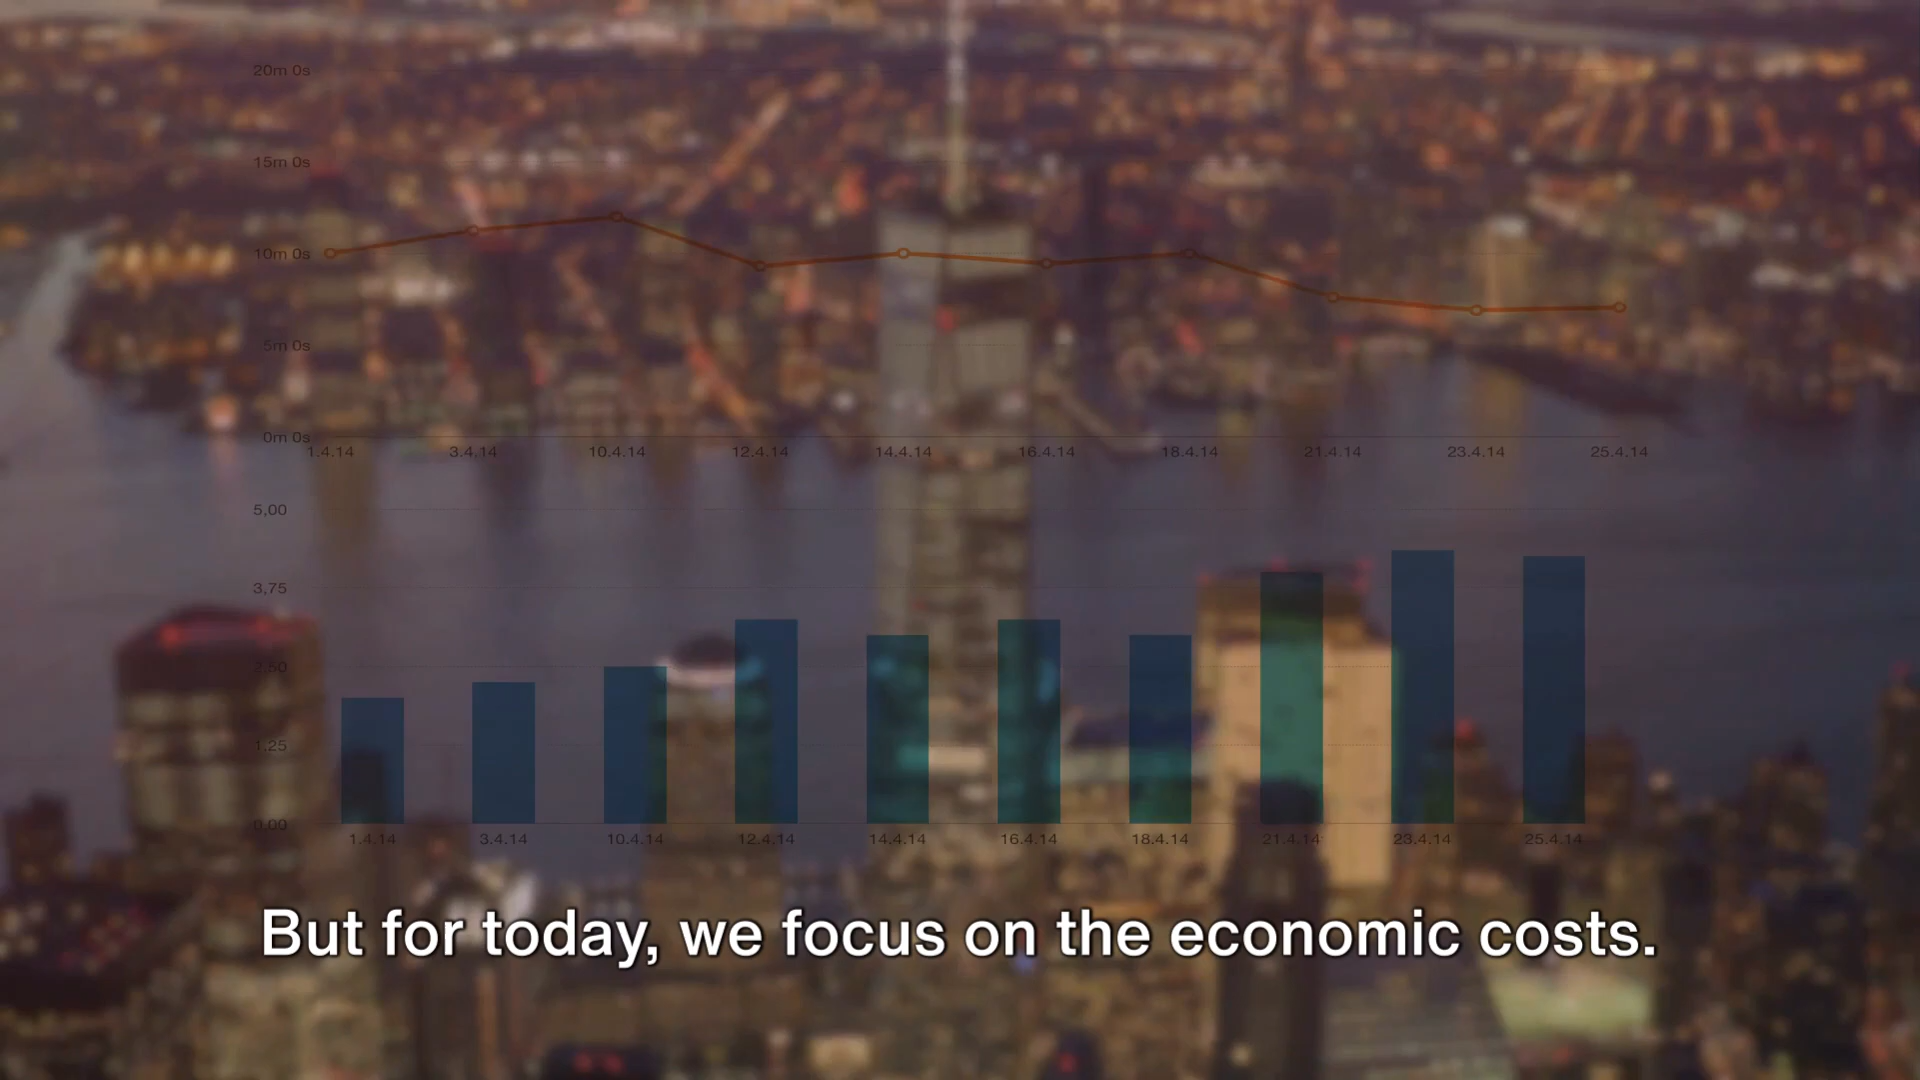 20m 0s
15m 0s
10m 0s
5m 0s
0m 0s
1.4.14 3.4.14 10.4.14 12.4.14 14.4.14 16.4.14 18.4.14 21.4.14 23.4.14 25.4.14
5,00
3,75
2,50
1,25
0,00
1.4.14 3.4.14 10.4.14 12.4.14 14.4.14 16.4.14 18.4.14 21.4.14 23.4.14 25.4.14
But for today, we focus on the economic costs.